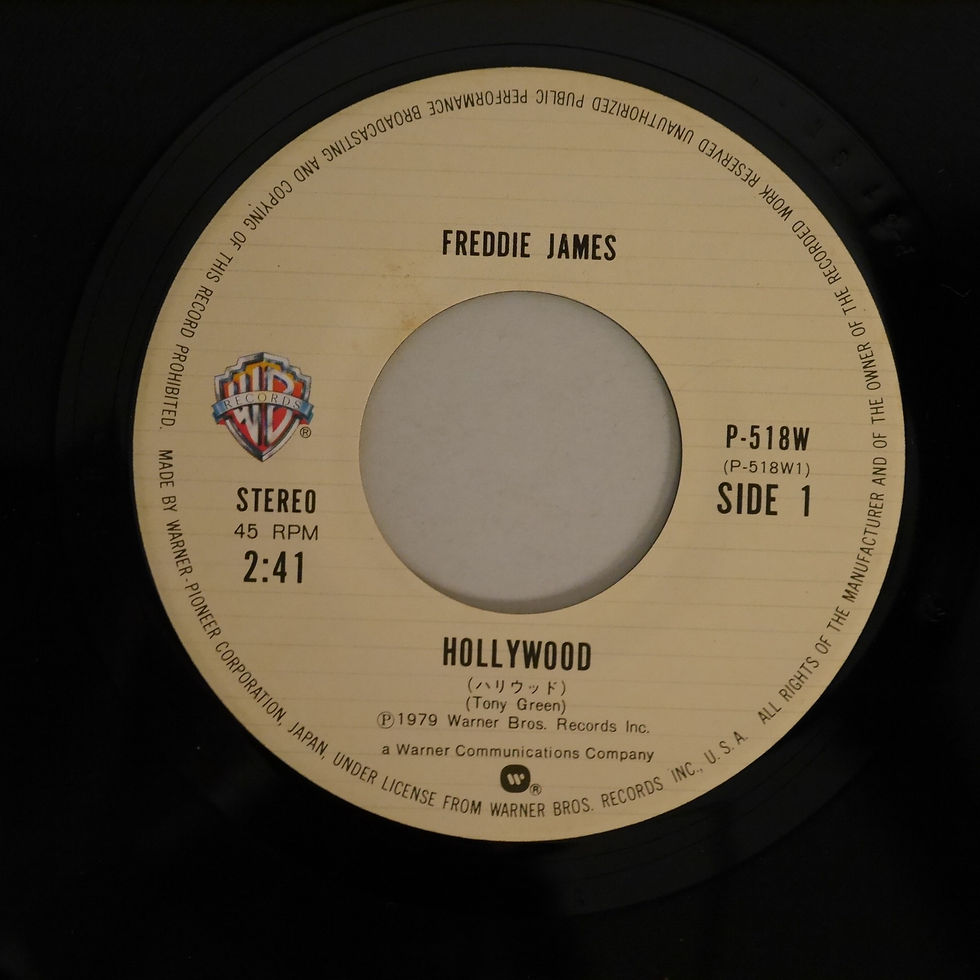 FREDDIE JAMES
WB
RECORDS
®
STEREO
45 RPM
2:41
P-518W
(P-518W1)
SIDE 1
HOLLYWOOD
(ハリウッド)
(Tony Green)
Ⓟ1979 Warner Bros. Records Inc.
a Warner Communications Company
®
MADE BY WARNER-PIONEER CORPORATION, JAPAN, UNDER LICENSE FROM WARNER BROS. RECORDS INC., U.S.A. ALL RIGHTS OF THE MANUFACTURER AND OF THE OWNER OF THE RECORDED WORK RESERVED UNAUTHORIZED PUBLIC PERFORMANCE BROADCASTING AND COPYING OF THIS RECORD PROHIBITED.